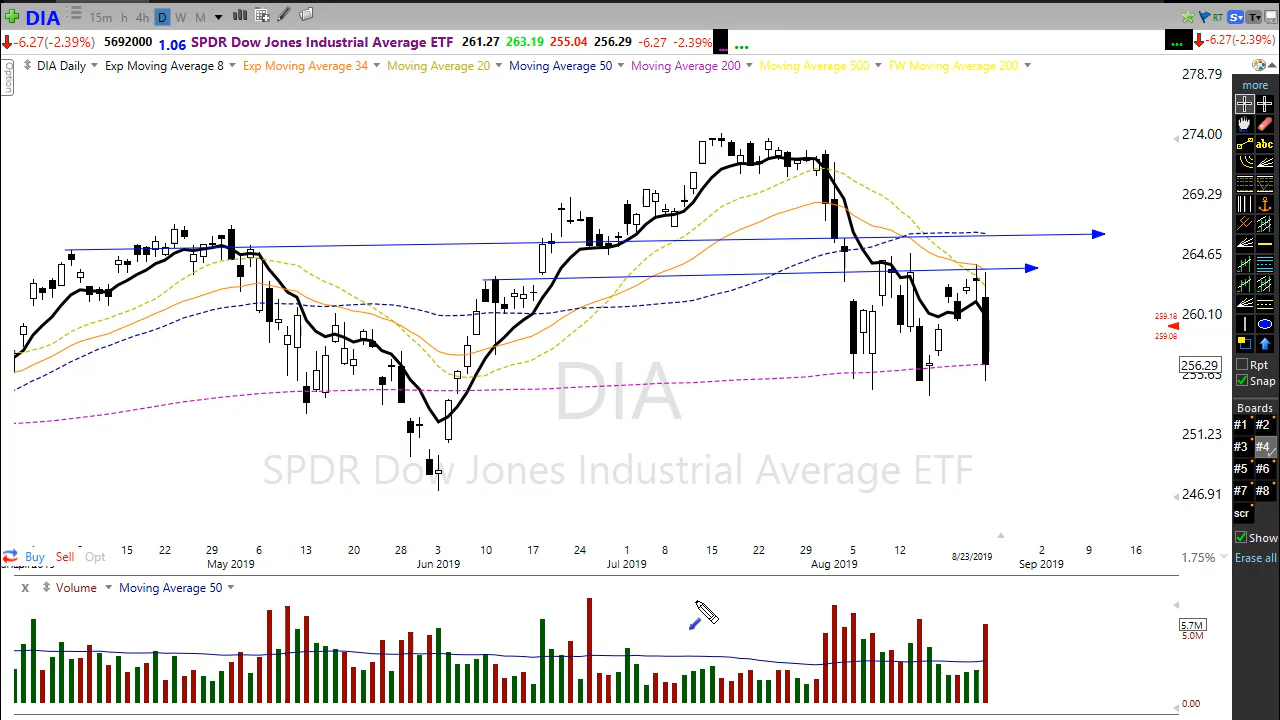 DIA 15m h 4h D W M RT S T
-6.27(-2.39%) 5692000 1.06 SPDR Dow Jones Industrial Average ETF 261.27 263.19 255.04 256.29 -6.27 -2.39% ... ... ... -6.27(-2.39%)
Option
DIA Daily Exp Moving Average 8 Exp Moving Average 34 Moving Average 20 Moving Average 50 Moving Average 200 Moving Average 500 FW Moving Average 200
278.79
274.00
269.29
264.65
260.10
259.18
259.08
256.29
251.23
246.91
DIA
SPDR Dow Jones Industrial Average ETF
more
abc
Rpt
Snap
Boards
#1 #2
#3 #4
#5 #6
#7 #8
scr
Show
Erase all
Buy Sell Opt
15 22 29 6 13 20 28 3 10 17 24 1 8 15 22 29 5 12 8/23/2019 2 9 16
May 2019 Jun 2019 Jul 2019 Aug 2019 Sep 2019
1.75%
x Volume Moving Average 50
5.7M
5.0M
0.00